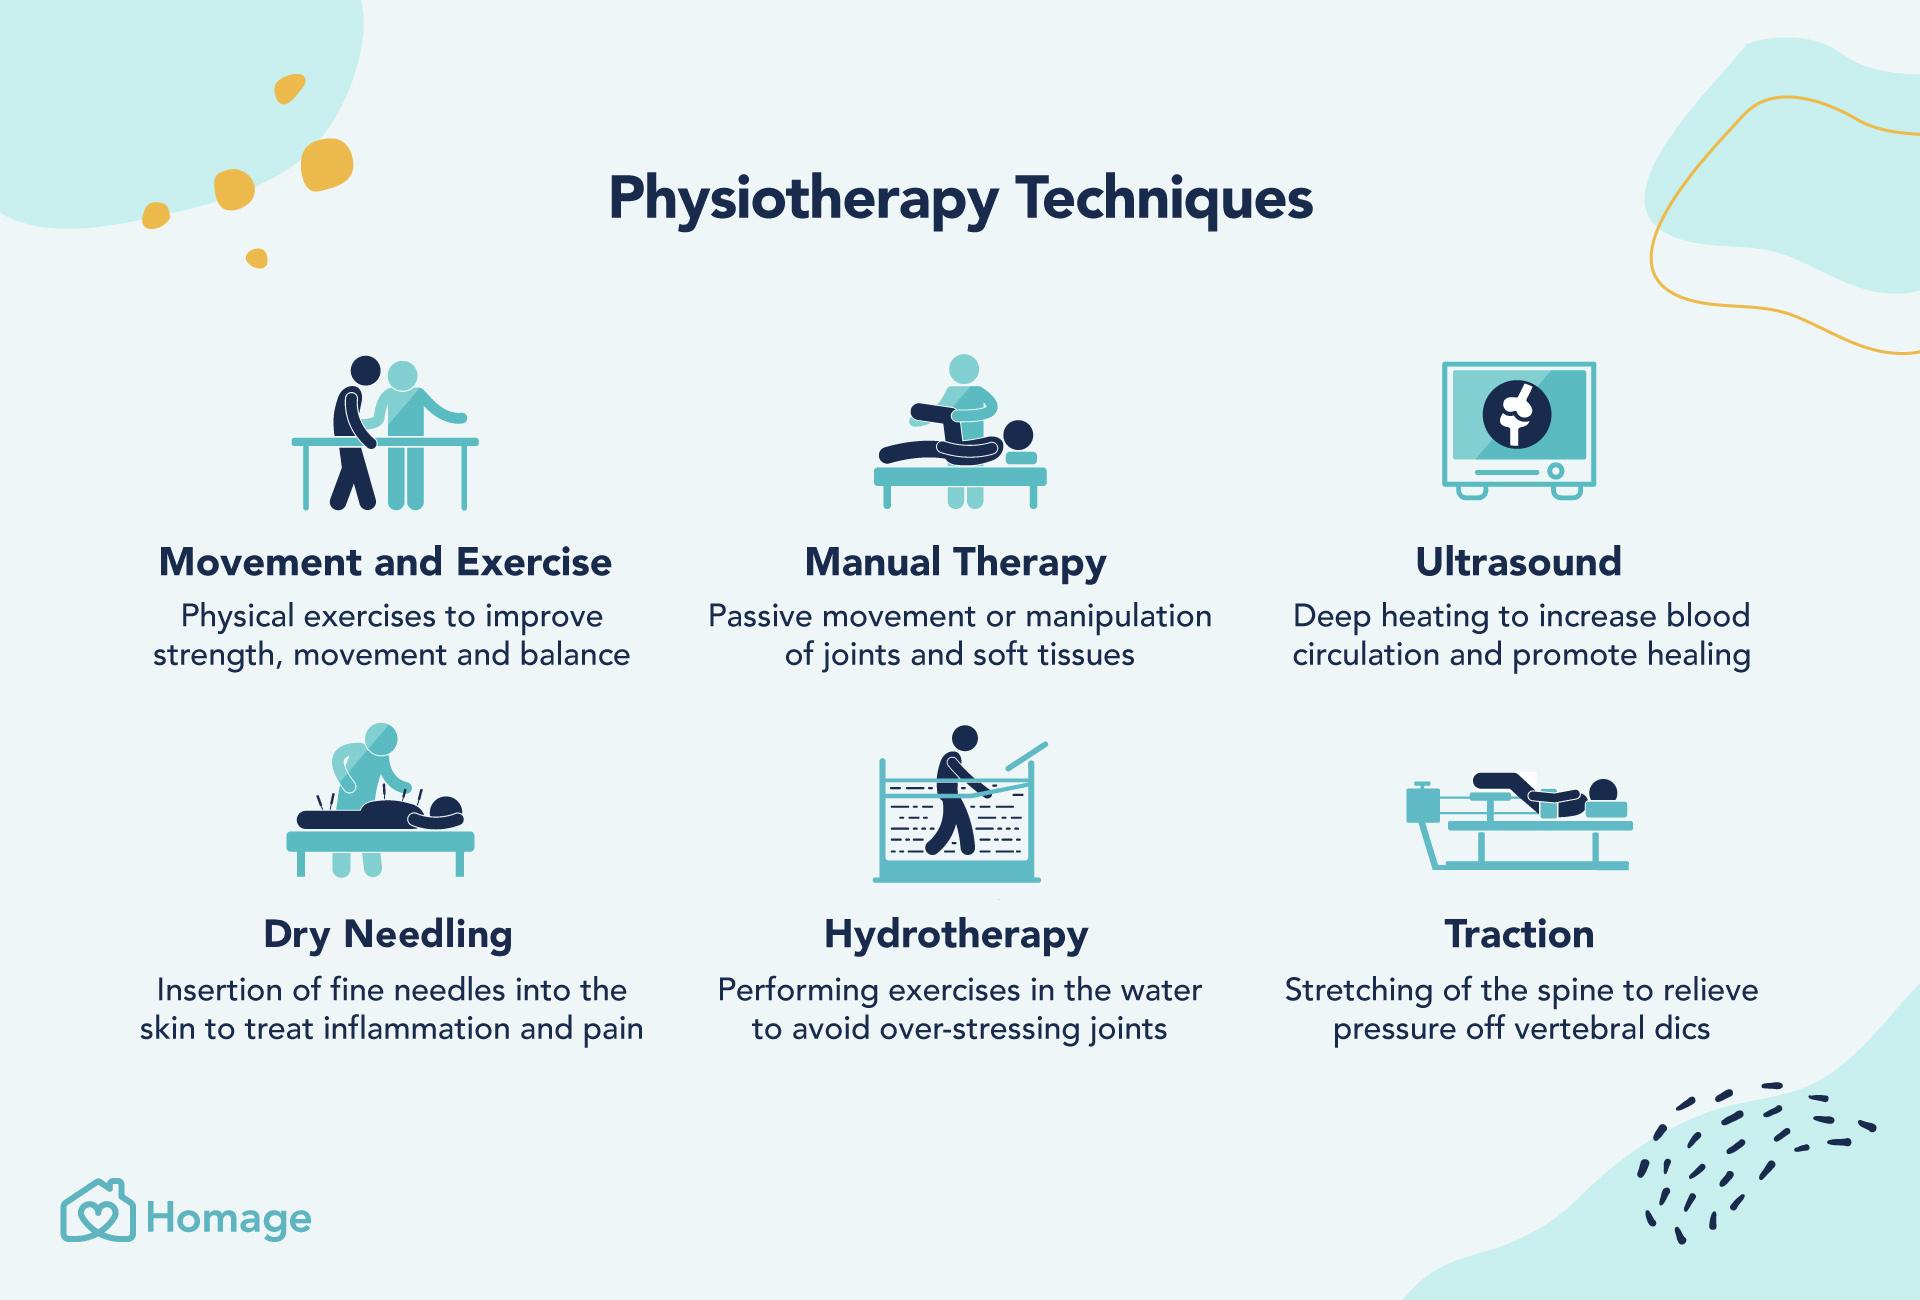 Physiotherapy Techniques
Movement and Exercise
Physical exercises to improve
strength, movement and balance
Manual Therapy
Passive movement or manipulation
of joints and soft tissues
Ultrasound
Deep heating to increase blood
circulation and promote healing
Dry Needling
Insertion of fine needles into the
skin to treat inflammation and pain
Hydrotherapy
Performing exercises in the water
to avoid over-stressing joints
Traction
Stretching of the spine to relieve
pressure off vertebral dics
Homage